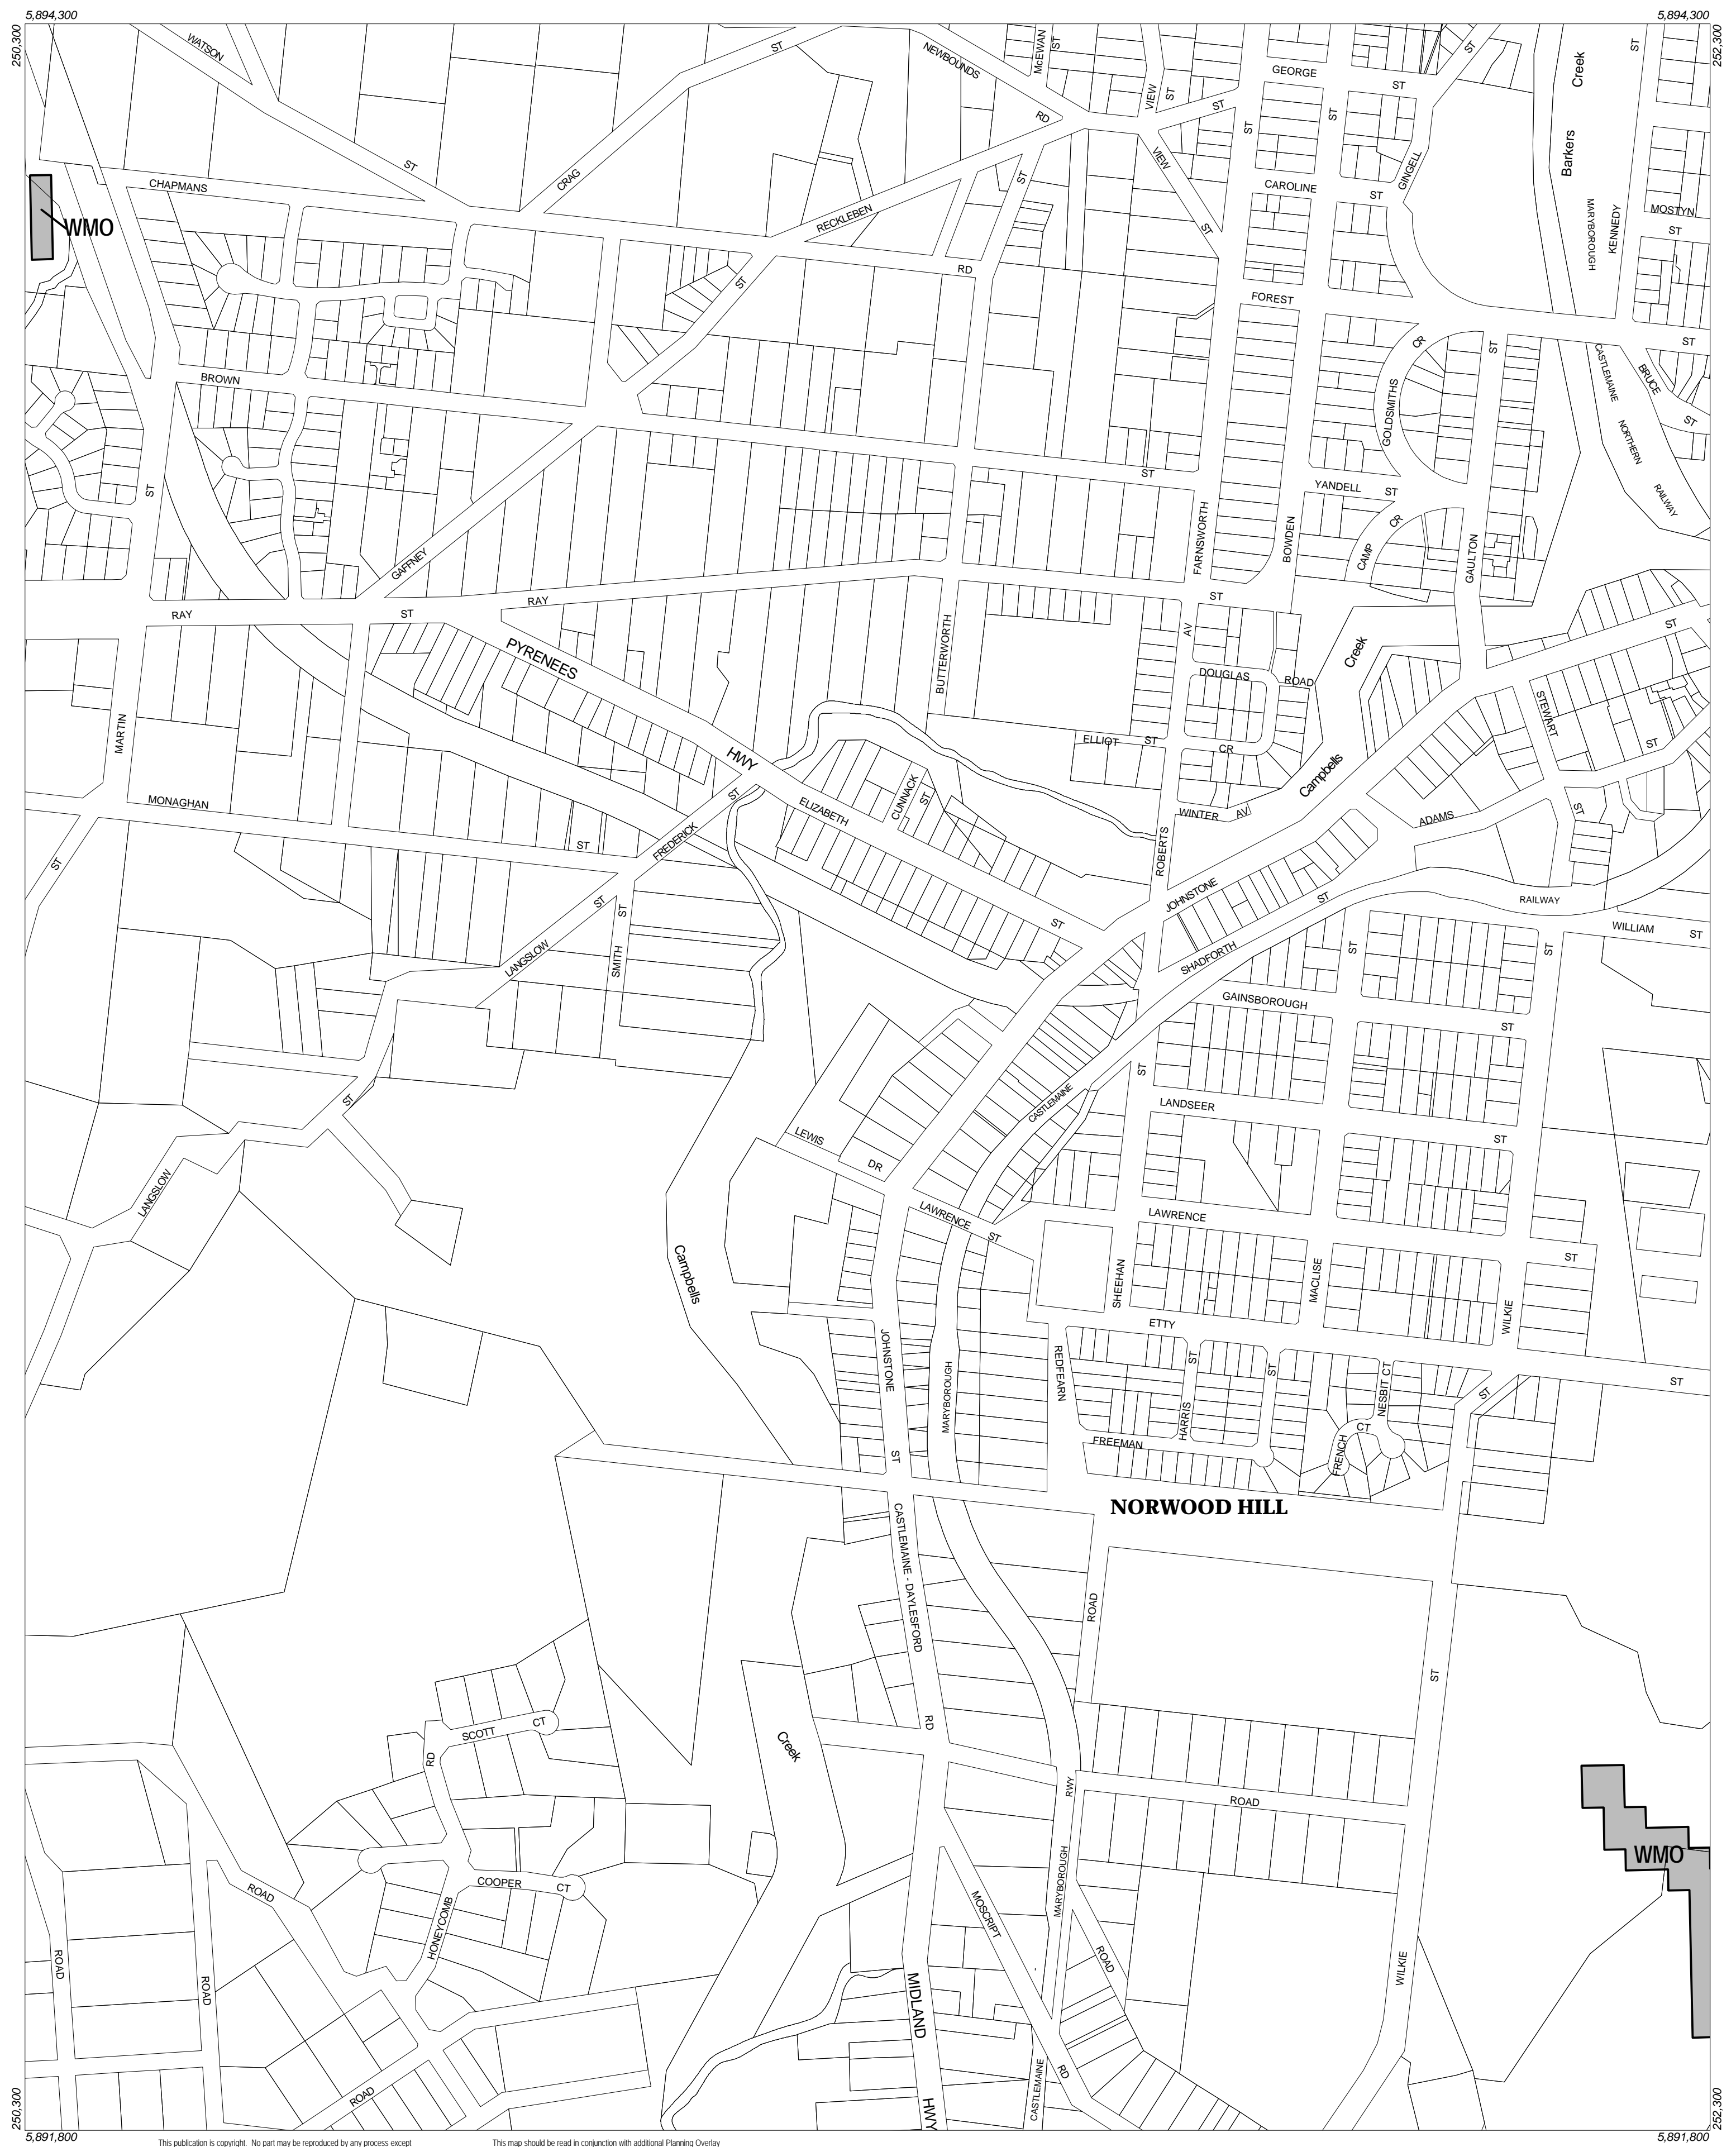 5,894,300
5,894,300
250,300
252,300
WATSON
ST
NEWBOUNDS
McEWAN
ST
GEORGE
ST
ST
Creek
ST
VIEW
ST
ST
RD
ST
ST
ST
CRAG
CHAPMANS
VIEW
GINGELL
Barkers
WMO
RECKLEBEN
ST
CAROLINE
ST
ST
MARYBOROUGH
KENNEDY
MOSTYN
ST
RD
ST
FOREST
BROWN
CR
ST
ST
CASTLEMAINE
BRUCE
GOLDSMITHS
ST
NORTHERN
ST
ST
YANDELL
ST
RAILWAY
FARNSWORTH
BOWDEN
CR
CAMP
GAULTON
GAFFNEY
RAY
ST
RAY
ST
AV
ST
PYRENEES
BUTTERWORTH
Creek
DOUGLAS
ROAD
MARTIN
STEWART
ELLIOT
ST
CR
ST
HWY
Campbells
CUNNACK
ST
ST
MONAGHAN
ELIZABETH
WINTER
AV
ADAMS
ST
FREDERICK
ST
ST
ROBERTS
JOHNSTONE
ST
RAILWAY
ST
ST
ST
WILLIAM
ST
LANGSLOW
SMITH
SHADFORTH
ST
ST
GAINSBOROUGH
ST
ST
ST
CASTLEMAINE
LANDSEER
LEWIS
ST
DR
LANGSLOW
LAWRENCE
ST
LAWRENCE
ST
Campbells
SHEEHAN
MACLISE
WILKIE
ETTY
JOHNSTONE
REDFEARN
ST
ST
NESBIT CT
ST
ST
MARYBOROUGH
HARRIS
CT
FREEMAN
FRENCH
ST
NORWOOD HILL
CASTLEMAINE - DAYLESFORD
ROAD
ST
SCOTT
CT
RD
RD
Creek
RWY
ROAD
WMO
ROAD
COOPER
CT
MARYBOROUGH
HONEYCOMB
MOSCRIPT
ROAD
ROAD
ROAD
WILKIE
MIDLAND
RD
ROAD
CASTLEMAINE
HWY
250,300
252,300
5,891,800
5,891,800
This publication is copyright. No part may be reproduced by any process except
This map should be read in conjunction with additional Planning Overlay